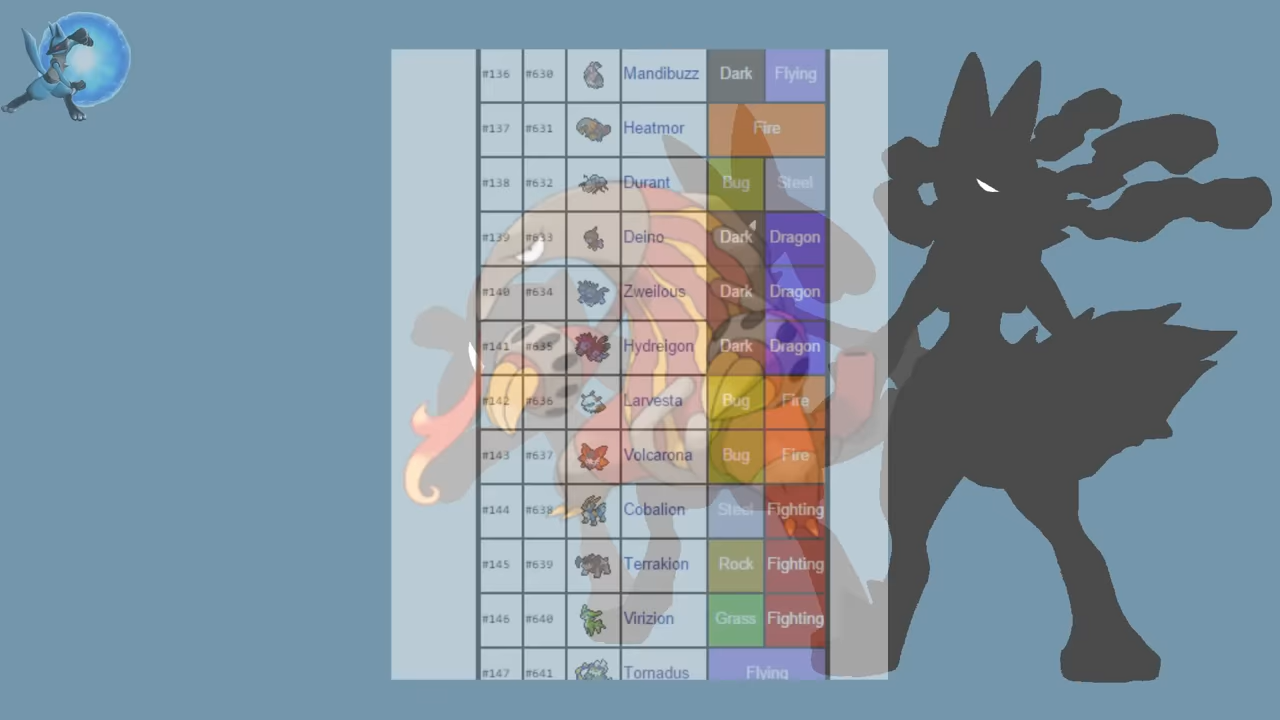 #136 #630 Mandibuzz Dark Flying
#137 #631 Heatmor Fire
#138 #632 Durant Bug Steel
#139 #633 Deino Dark Dragon
#140 #634 Zweilous Dark Dragon
#141 #635 Hydreigon Dark Dragon
#142 #636 Larvesta Bug Fire
#143 #637 Volcarona Bug Fire
#144 #638 Cobalion Steel Fighting
#145 #639 Terrakion Rock Fighting
#146 #640 Virizion Grass Fighting
#147 #641 Tornadus Flying